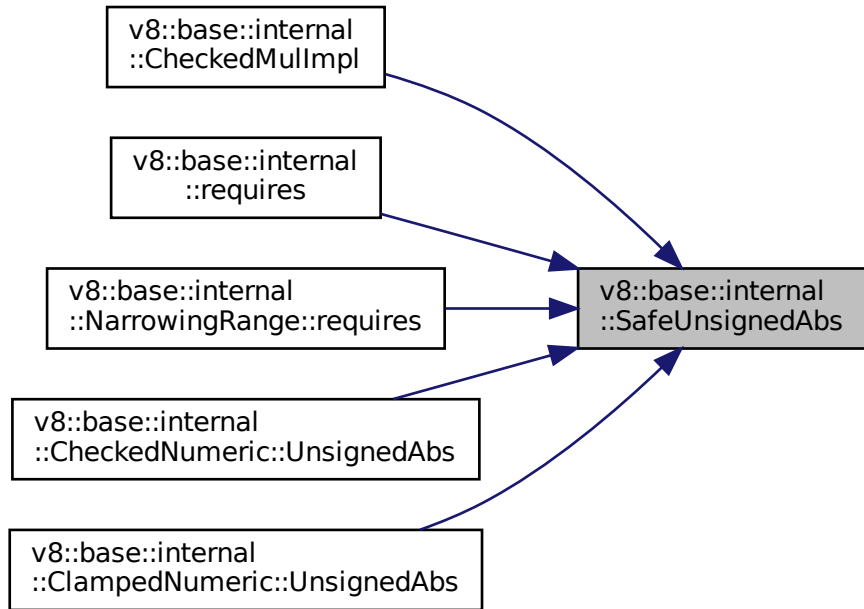 v8::base::internal
::CheckedMulImpl
v8::base::internal
::requires
v8::base::internal
::NarrowingRange::requires
v8::base::internal
::SafeUnsignedAbs
v8::base::internal
::CheckedNumeric::UnsignedAbs
v8::base::internal
::ClampedNumeric::UnsignedAbs